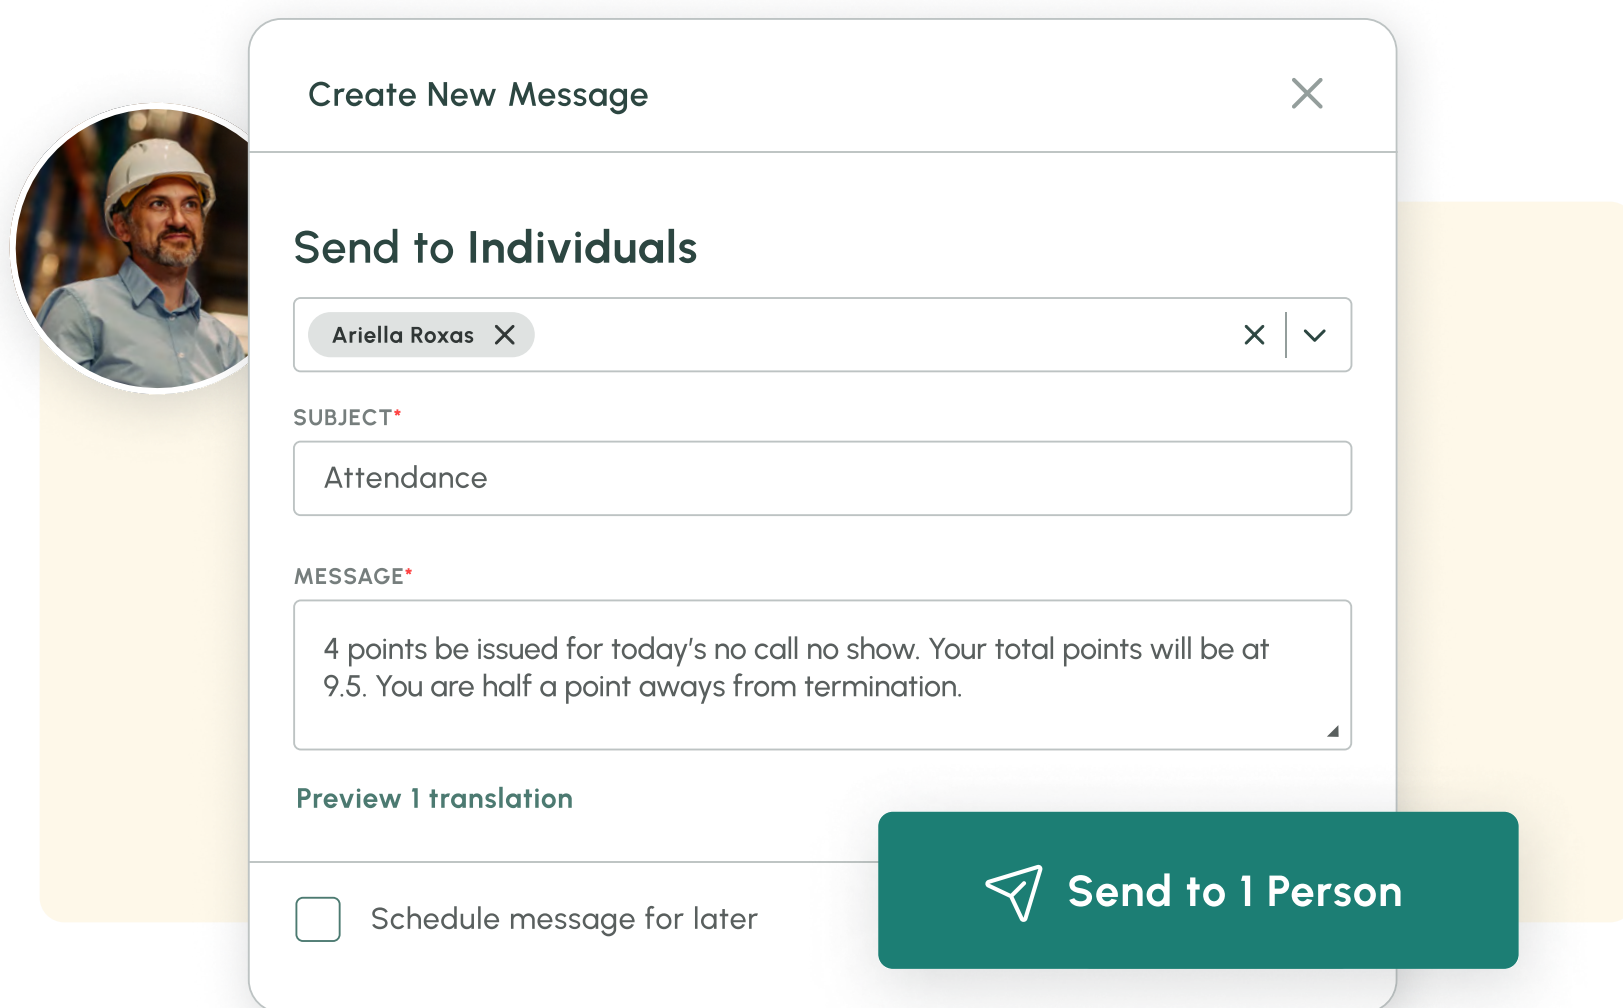 Create New Message
Send to Individuals
Ariella Roxas
SUBJECT*
Attendance
MESSAGE*
4 points be issued for today's no call no show. Your total points will be at
9.5. You are half a point aways from termination.
Preview 1 translation
Schedule message for later
Send to 1 Person